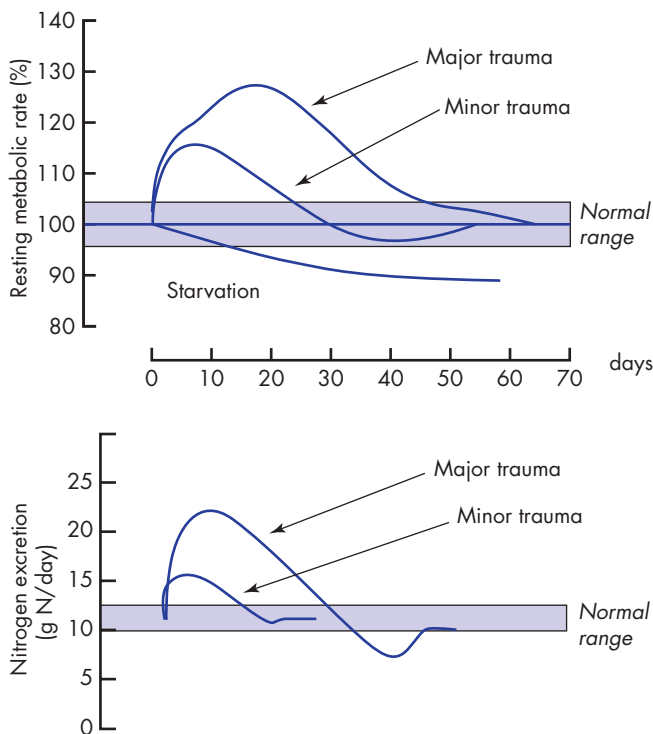 Resting metabolic rate (%)
140
130
120
110
100
90
80
Major trauma
Minor trauma
Normal
range
Starvation
0 10 20 30 40 50 60 70 days
Nitrogen excretion
(g N/day)
25
20
15
10
5
0
Major trauma
Minor trauma
Normal
range